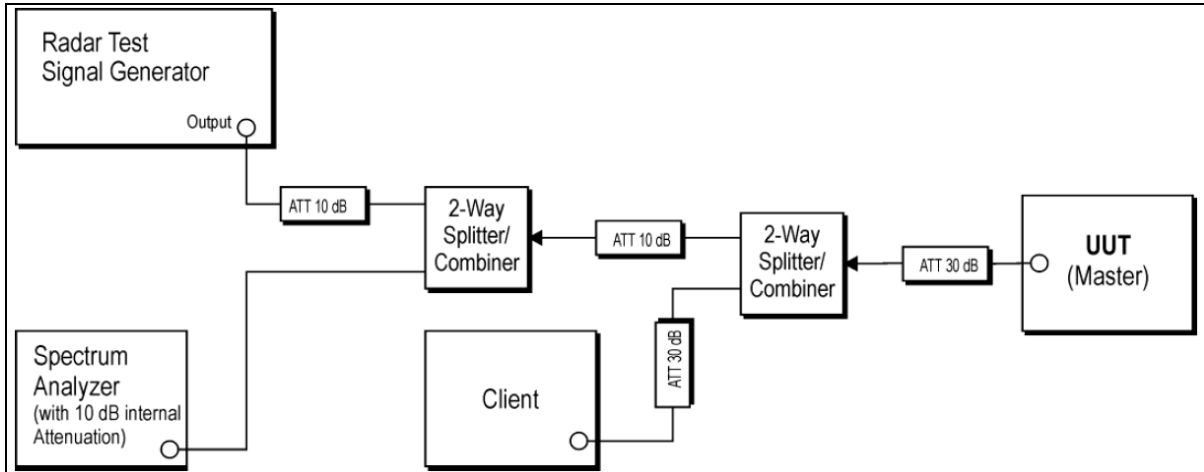 Radar Test
Signal Generator
Output
ATT 10 dB
2-Way
Splitter/
Combiner
ATT 10 dB
2-Way
Splitter/
Combiner
ATT 30 dB
UUT
(Master)
Spectrum
Analyzer
(with 10 dB internal
Attenuation)
Client
ATT 30 dB